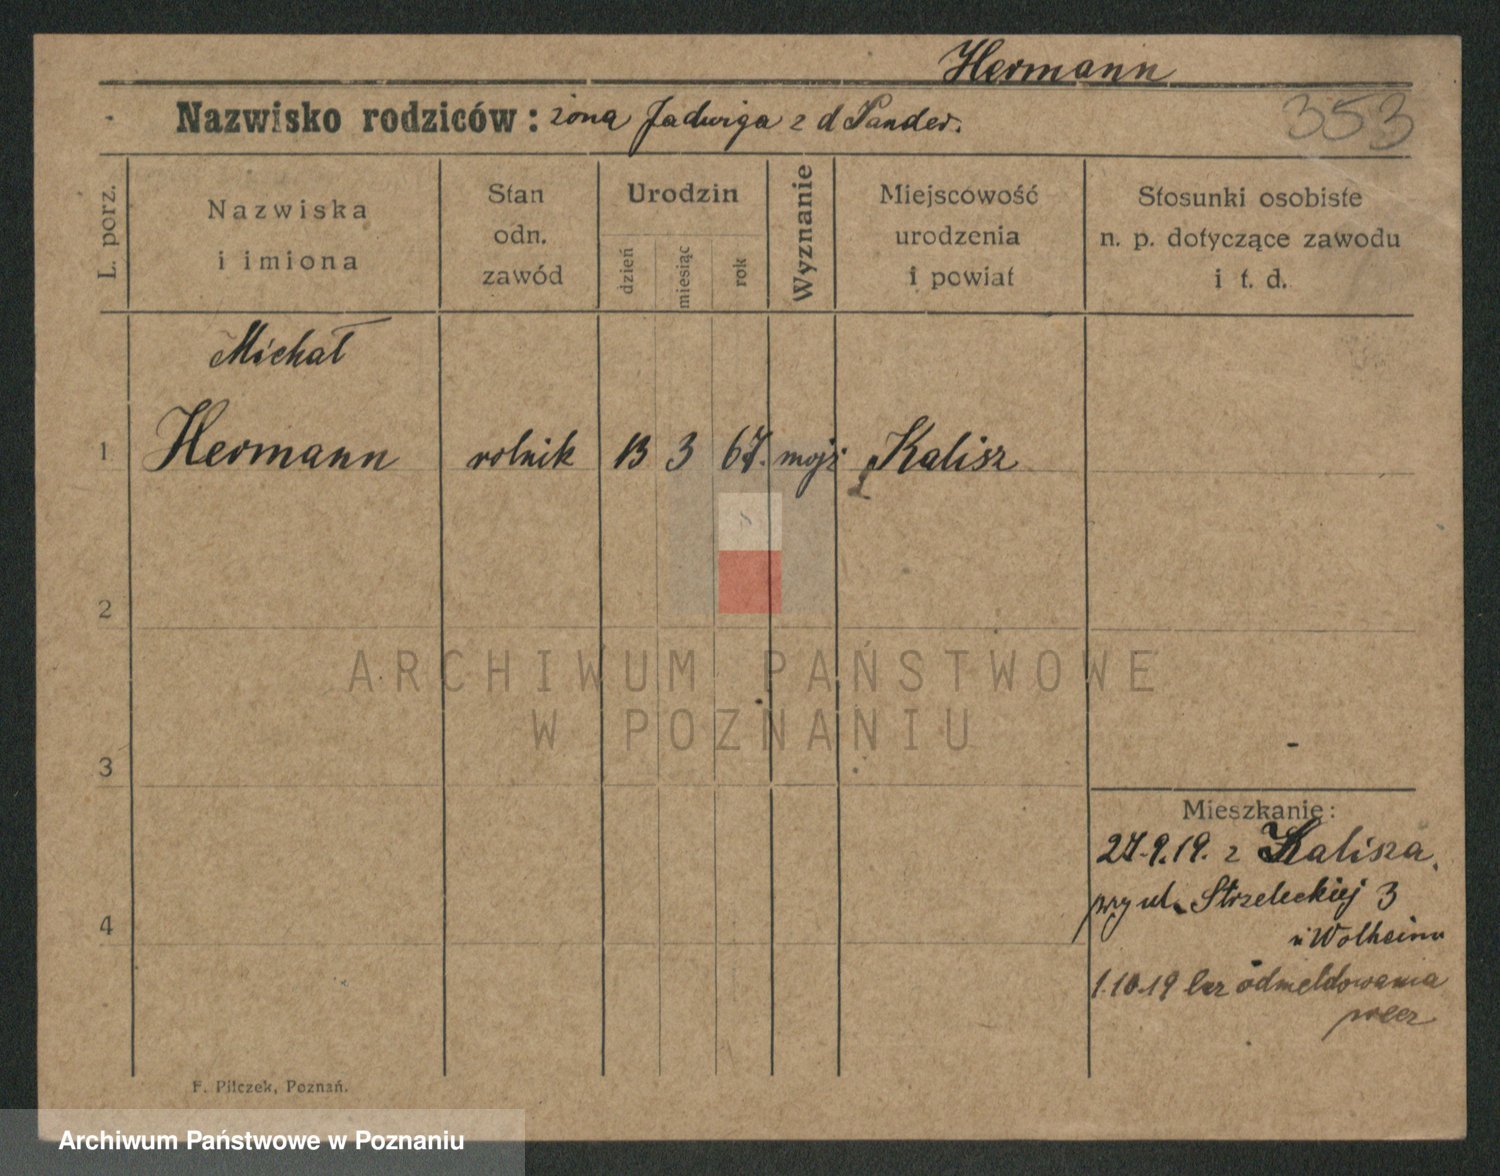 Hermann
Nazwisko rodziców: żona Jadwiga z d Sander.
353
L. porz.
Nazwiska
i imiona
Stan
odn.
zawód
Urodzin
dzień
miesiąc
rok
Wyznanie
Miejscowość
urodzenia
i powiat
Stosunki osobiste
n. p. dotyczące zawodu
i t. d.
Michał
1 Hermann rolnik 13 3 67. mojż Kalisz
2
ARCHIWUM PAŃSTWOWE
W POZNANIU
3
Mieszkanie:
27.9.19. z Kalisza,
przy ul. Strzeleckiej 3
u Wolheim
4
1.10.19 bez odmeldowania
precz
F. Pilczek, Poznań.
Archiwum Państwowe w Poznaniu